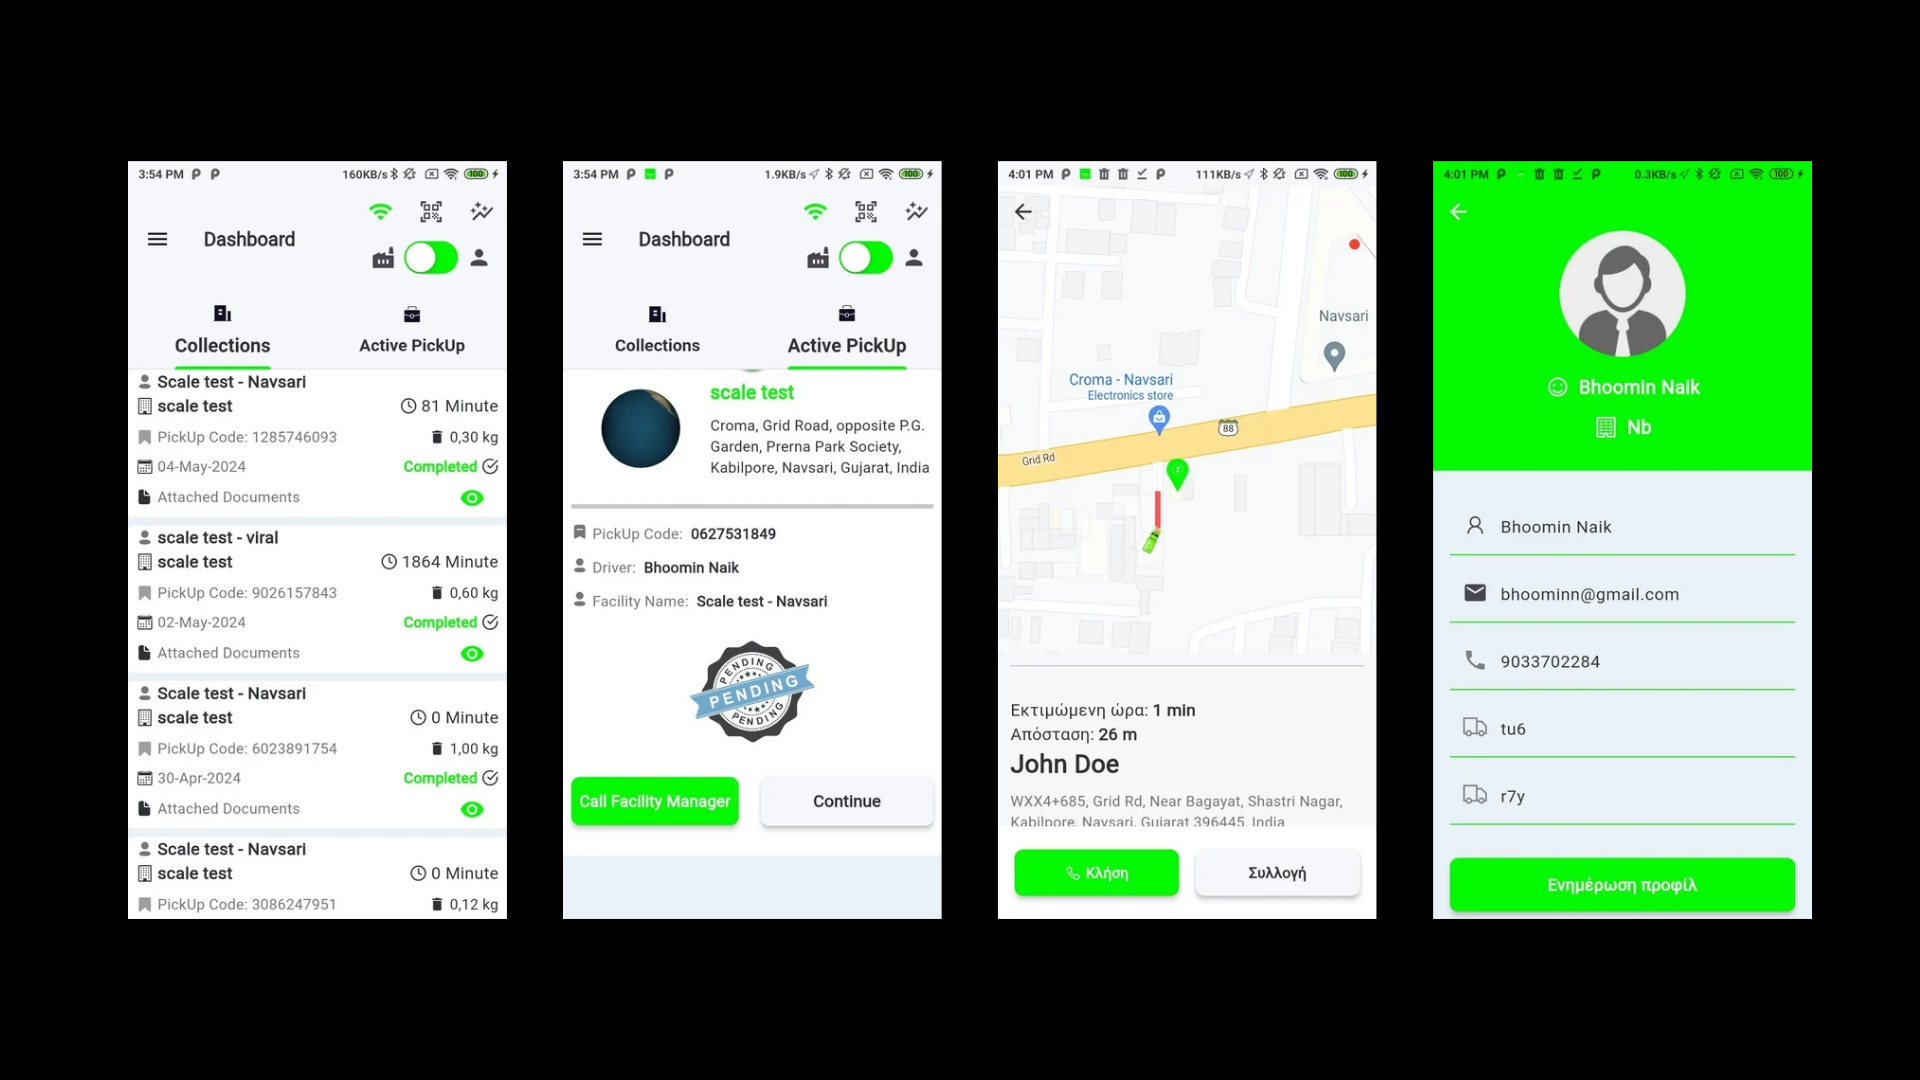 3:54 PM
160KB/s
100
Dashboard
Collections
Active PickUp
Scale test - Navsari
scale test
81 Minute
PickUp Code: 1285746093
0,30 kg
04-May-2024
Completed
Attached Documents
scale test - viral
scale test
1864 Minute
PickUp Code: 9026157843
0,60 kg
02-May-2024
Completed
Attached Documents
Scale test - Navsari
scale test
0 Minute
PickUp Code: 6023891754
1,00 kg
30-Apr-2024
Completed
Attached Documents
Scale test - Navsari
scale test
0 Minute
PickUp Code: 3086247951
0,12 kg
3:54 PM
1.9KB/s
100
Dashboard
Collections
Active PickUp
scale test
Croma, Grid Road, opposite P.G.
Garden, Prerna Park Society,
Kabilpore, Navsari, Gujarat, India
PickUp Code: 0627531849
Driver: Bhoomin Naik
Facility Name: Scale test - Navsari
PENDING
PENDING
PENDING
Call Facility Manager
Continue
4:01 PM
111KB/s
100
Navsari
Croma - Navsari
Electronics store
88
Grid Rd
2
Εκτιμώμενη ώρα: 1 min
Απόσταση: 26 m
John Doe
WXX4+685, Grid Rd, Near Bagayat, Shastri Nagar,
Kabilpore, Navsari, Gujarat 396445, India
Κλήση
Συλλογή
4:01 PM
0.3KB/s
100
Bhoomin Naik
Nb
Bhoomin Naik
bhoominn@gmail.com
9033702284
tu6
r7y
Ενημέρωση προφίλ